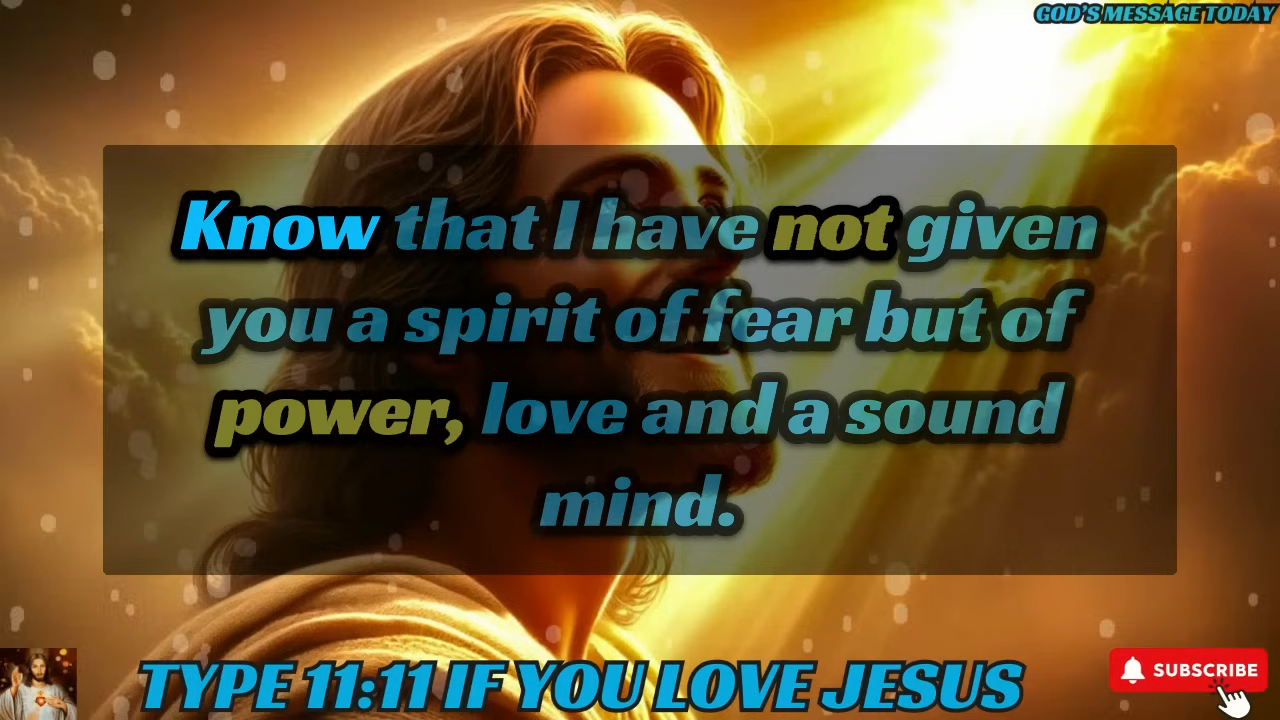 GOD'S MESSAGE TODAY
Know that I have not given
you a spirit of fear but of
power, love and a sound
mind.
TYPE 11:11 IF YOU LOVE JESUS
SUBSCRIBE